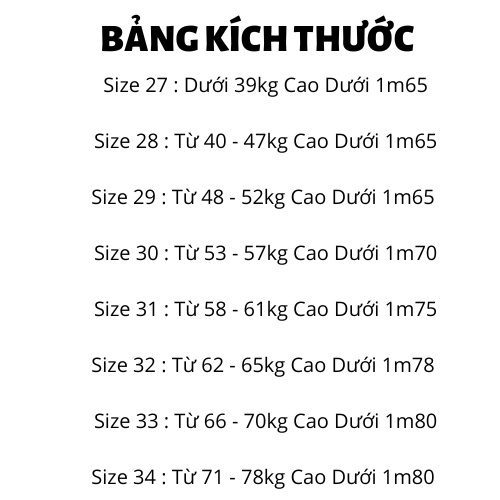 BẢNG KÍCH THƯỚC
Size 27 : Dưới 39kg Cao Dưới 1m65
Size 28 : Từ 40 - 47kg Cao Dưới 1m65
Size 29 : Từ 48 - 52kg Cao Dưới 1m65
Size 30 : Từ 53 - 57kg Cao Dưới 1m70
Size 31 : Từ 58 - 61kg Cao Dưới 1m75
Size 32 : Từ 62 - 65kg Cao Dưới 1m78
Size 33 : Từ 66 - 70kg Cao Dưới 1m80
Size 34 : Từ 71 - 78kg Cao Dưới 1m80